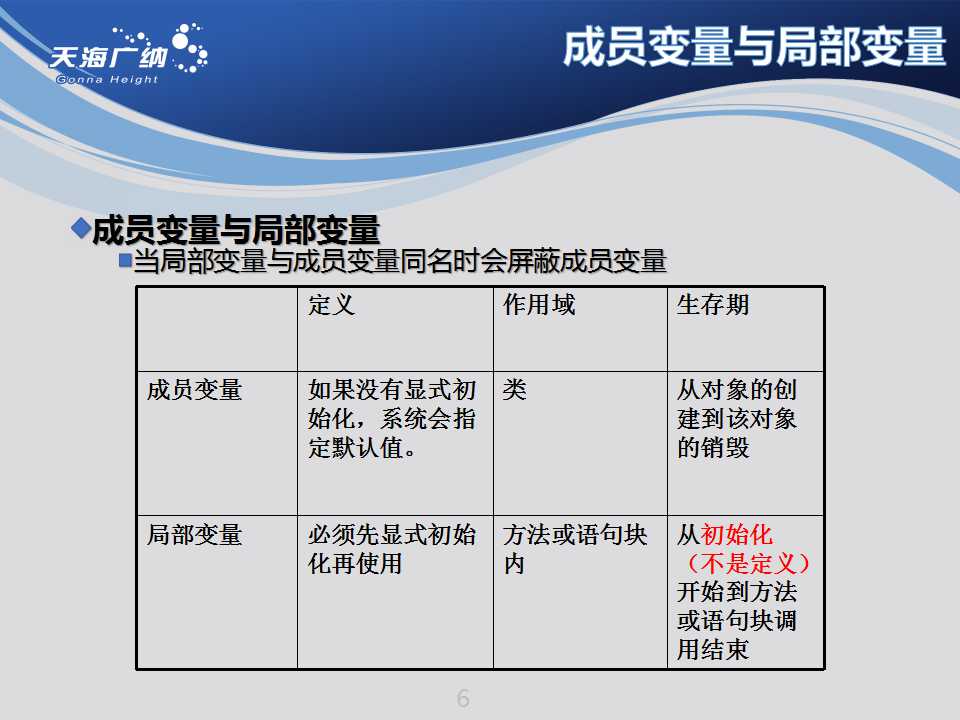 天海广纳
Gonna Height
成员变量与局部变量
成员变量与局部变量
当局部变量与成员变量同名时会屏蔽成员变量
定义
作用域
生存期
成员变量
如果没有显式初
始化，系统会指
定默认值。
类
从对象的创
建到该对象
的销毁
局部变量
必须先显式初始
化再使用
方法或语句块
内
从初始化
（不是定义）
开始到方法
或语句块调
用结束
6